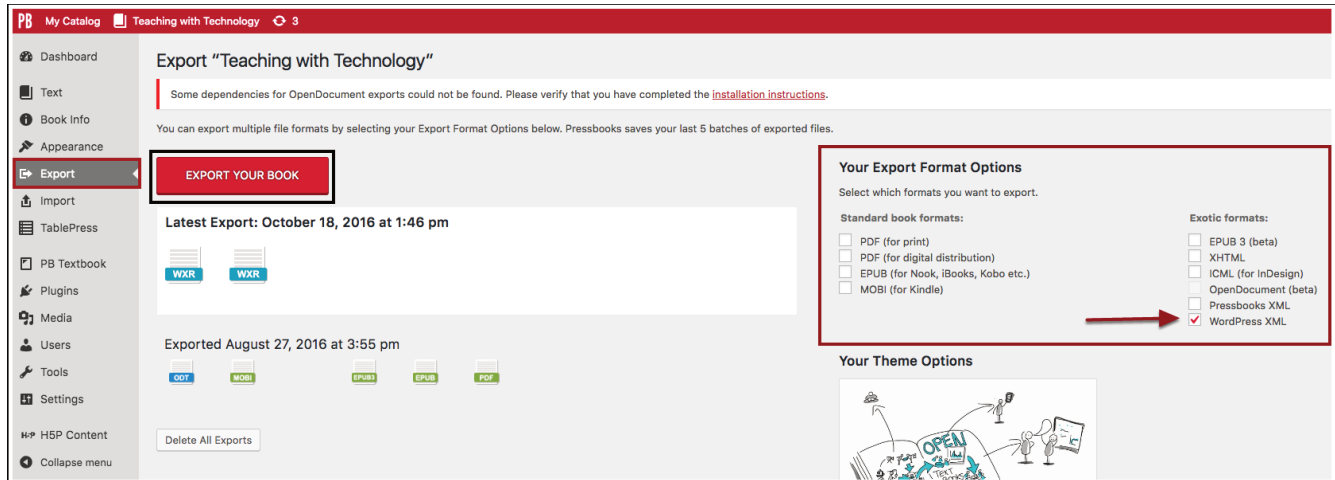 PB My Catalog Teaching with Technology 3
Dashboard
Text
Book Info
Appearance
Export
Import
TablePress
PB Textbook
Plugins
Media
Users
Tools
Settings
H-P H5P Content
Collapse menu
Export “Teaching with Technology”
Some dependencies for OpenDocument exports could not be found. Please verify that you have completed the installation instructions.
You can export multiple file formats by selecting your Export Format Options below. Pressbooks saves your last 5 batches of exported files.
EXPORT YOUR BOOK
Latest Export: October 18, 2016 at 1:46 pm
WXR WXR
Exported August 27, 2016 at 3:55 pm
ODT MOBI EPUB3 EPUB PDF
Delete All Exports
Your Export Format Options
Select which formats you want to export.
Standard book formats:
PDF (for print)
PDF (for digital distribution)
EPUB (for Nook, iBooks, Kobo etc.)
MOBI (for Kindle)
Exotic formats:
EPUB 3 (beta)
XHTML
ICML (for InDesign)
OpenDocument (beta)
Pressbooks XML
WordPress XML
Your Theme Options
OPEN
TEXT
BOOKS